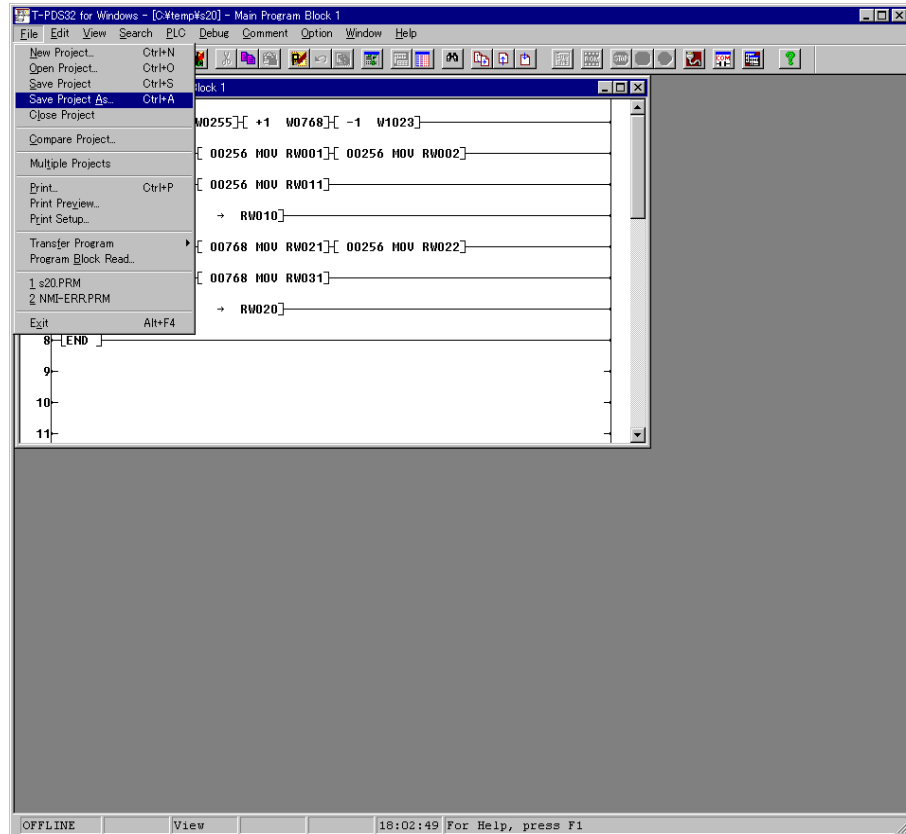 T-PDS32 for Windows - [C:¥temp¥s20] - Main Program Block 1
File Edit View Search PLC Debug Comment Option Window Help
New Project... Ctrl+N
Open Project... Ctrl+O
Save Project Ctrl+S
Save Project As... Ctrl+A
Close Project
Compare Project...
Multiple Projects
Print... Ctrl+P
Print Preview...
Print Setup...
Transfer Program
Program Block Read...
1 s20.PRM
2 NMI-ERR.PRM
Exit Alt+F4
Block 1
W0255]-[ +1 W0768]-[ -1 W1023]
[ 00256 MOV RW001]-[ 00256 MOV RW002]
[ 00256 MOV RW011]
→ RW010]
[ 00768 MOV RW021]-[ 00256 MOV RW022]
[ 00768 MOV RW031]
→ RW020]
8 [END ]
9
10
11
OFFLINE View 18:02:49 For Help, press F1